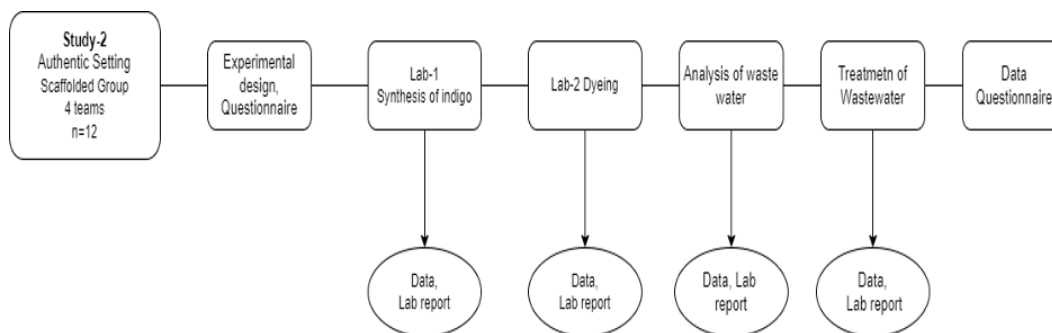 Study-2
Authentic Setting
Scaffolded Group
4 teams
n=12
Experimental
design,
Questionnaire
Lab-1
Synthesis of indigo
Lab-2 Dyeing
Analysis of waste
water
Treatmetn of
Wastewater
Data
Questionnaire
Data,
Lab report
Data,
Lab report
Data, Lab
report
Data,
Lab report